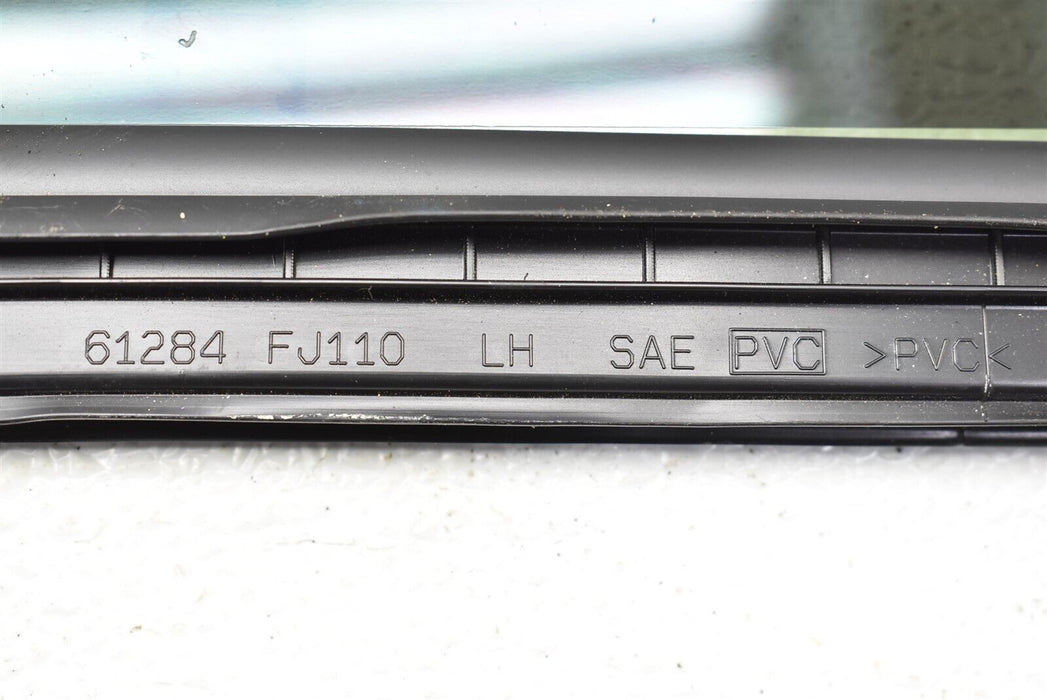 61284 FJ110 LH SAE PVC >PVC<